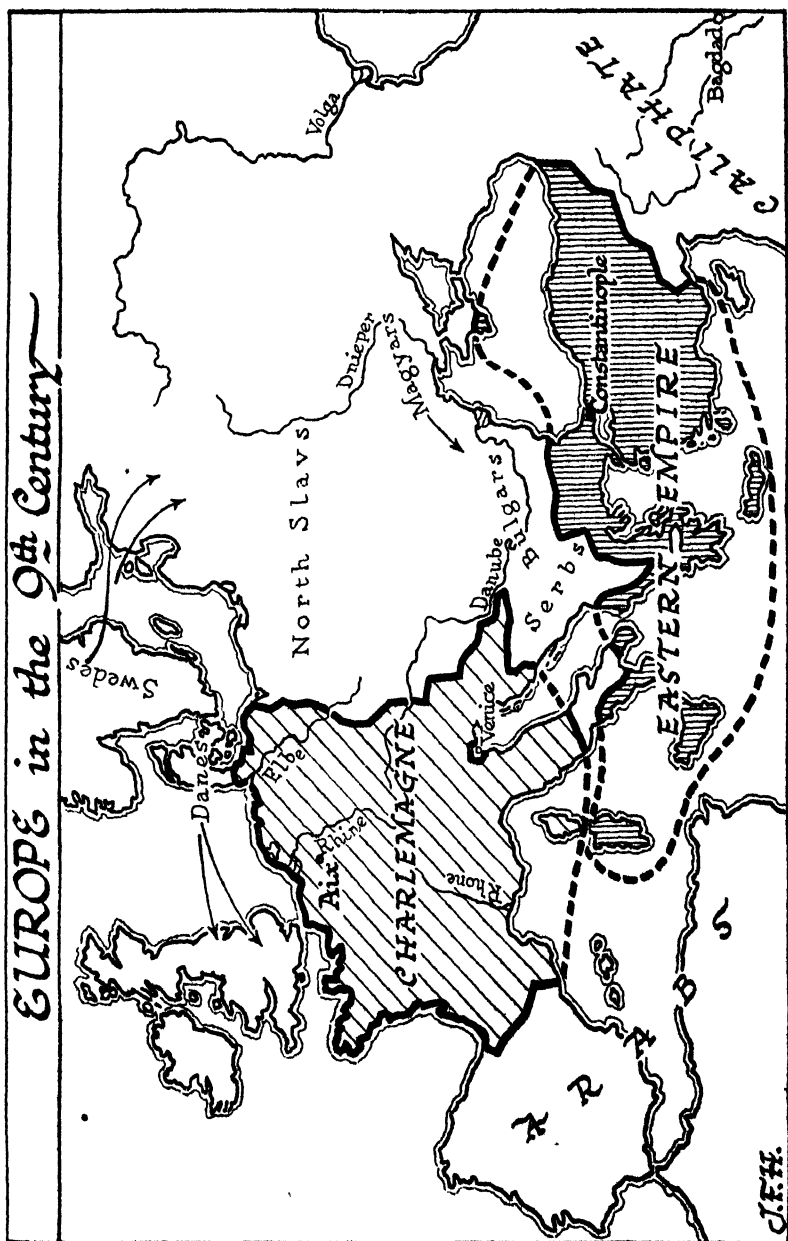 EUROPE in the 9th Century
Swedes
Danes
North Slavs
Volga
Dnieper
Magyars
Elbe
Rhine
Aix
CHARLEMAGNE
Rhone
Venice
Danube
Bulgars
Serbs
Constantinople
EASTERN EMPIRE
CALIPHATE
Bagdad
ARABS
J.F.H.